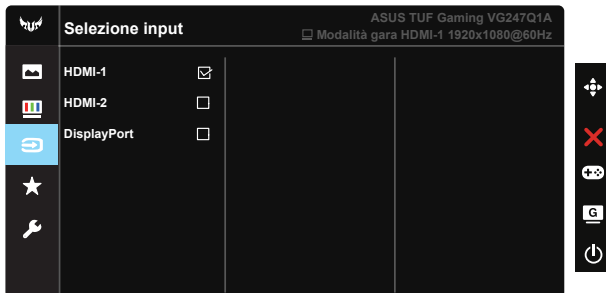 Selezione input
ASUS TUF Gaming VG247Q1A
Modalità gara HDMI-1 1920x1080@60Hz
HDMI-1
HDMI-2
DisplayPort
G